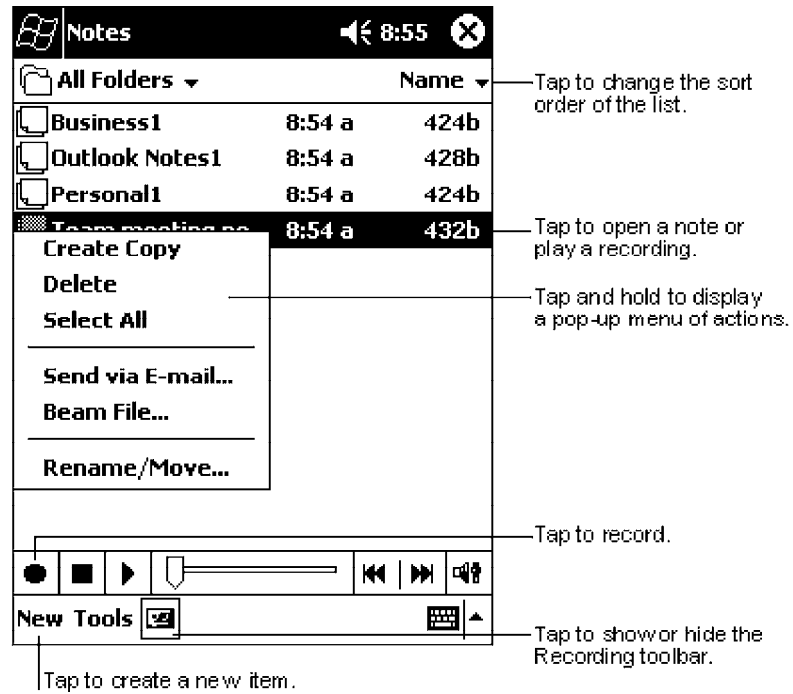 Notes 8:55
All Folders Name
Tap to change the sort
order of the list.
Business1 8:54 a 424b
Outlook Notes1 8:54 a 428b
Personal1 8:54 a 424b
Team meeting no 8:54 a 432b
Tap to open a note or
play a recording.
Create Copy
Delete
Select All
Tap and hold to display
a pop-up menu of actions.
Send via E-mail...
Beam File...
Rename/Move...
Tap to record.
New Tools
Tap to show or hide the
Recording toolbar.
Tap to create a new item.